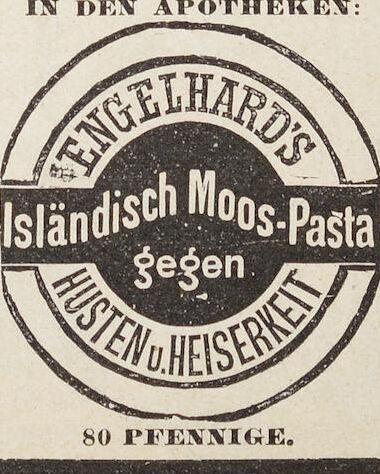 IN DEN APOTHEKEN:
ENGELHARD'S
Isländisch Moos-Pasta
gegen
HUSTEN u. HEISERKEIT
80 PFENNIGE.